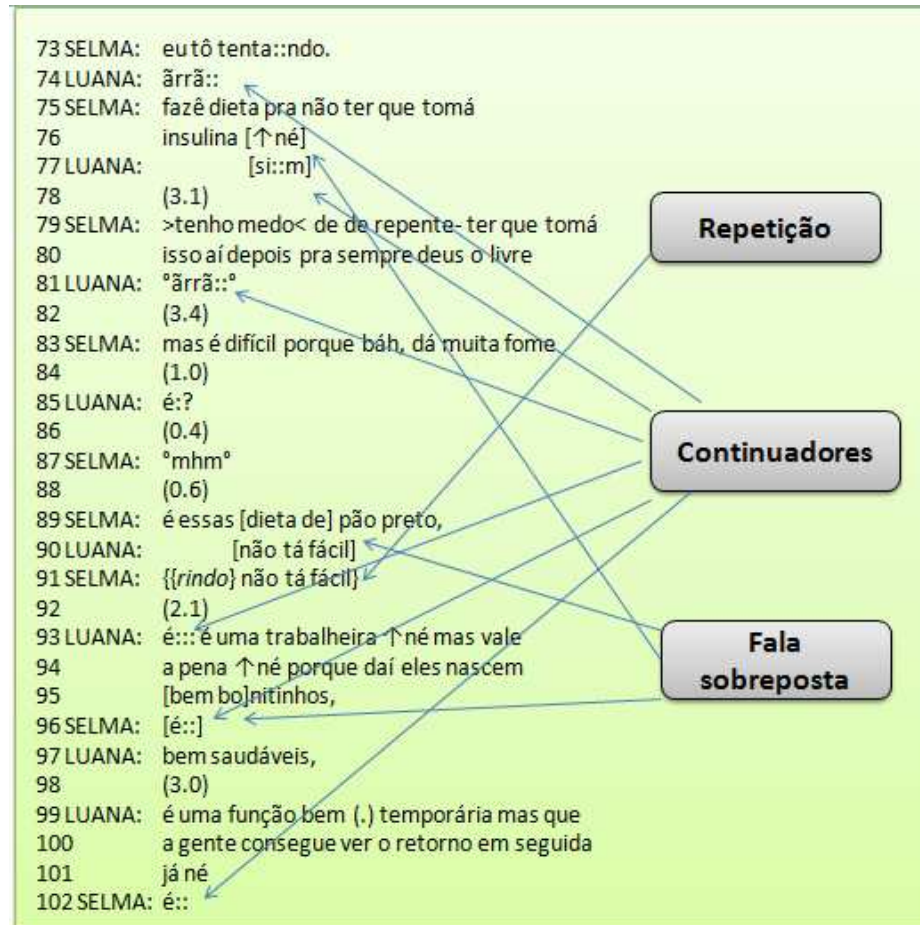 73 SELMA: eu tô tenta::ndo.
74 LUANA: ãrrã::
75 SELMA: fazê dieta pra não ter que tomá
76 insulina [↑né]
77 LUANA: [si::m]
78 (3.1)
79 SELMA: >tenho medo< de de repente- ter que tomá
80 isso aí depois pra sempre deus o livre
81 LUANA: °ãrrã::°
82 (3.4)
83 SELMA: mas é difícil porque báh, dá muita fome
84 (1.0)
85 LUANA: é:?
86 (0.4)
87 SELMA: °mhm°
88 (0.6)
89 SELMA: é essas [dieta de] pão preto,
90 LUANA: [não tá fácil]
91 SELMA: {{rindo} não tá fácil}
92 (2.1)
93 LUANA: é::: é uma trabalheira ↑né mas vale
94 a pena ↑né porque daí eles nascem
95 [bem bo]nitinhos,
96 SELMA: [é::]
97 LUANA: bem saudáveis,
98 (3.0)
99 LUANA: é uma função bem (.) temporária mas que
100 a gente consegue ver o retorno em seguida
101 já né
102 SELMA: é::
Repetição
Continuadores
Fala
sobreposta